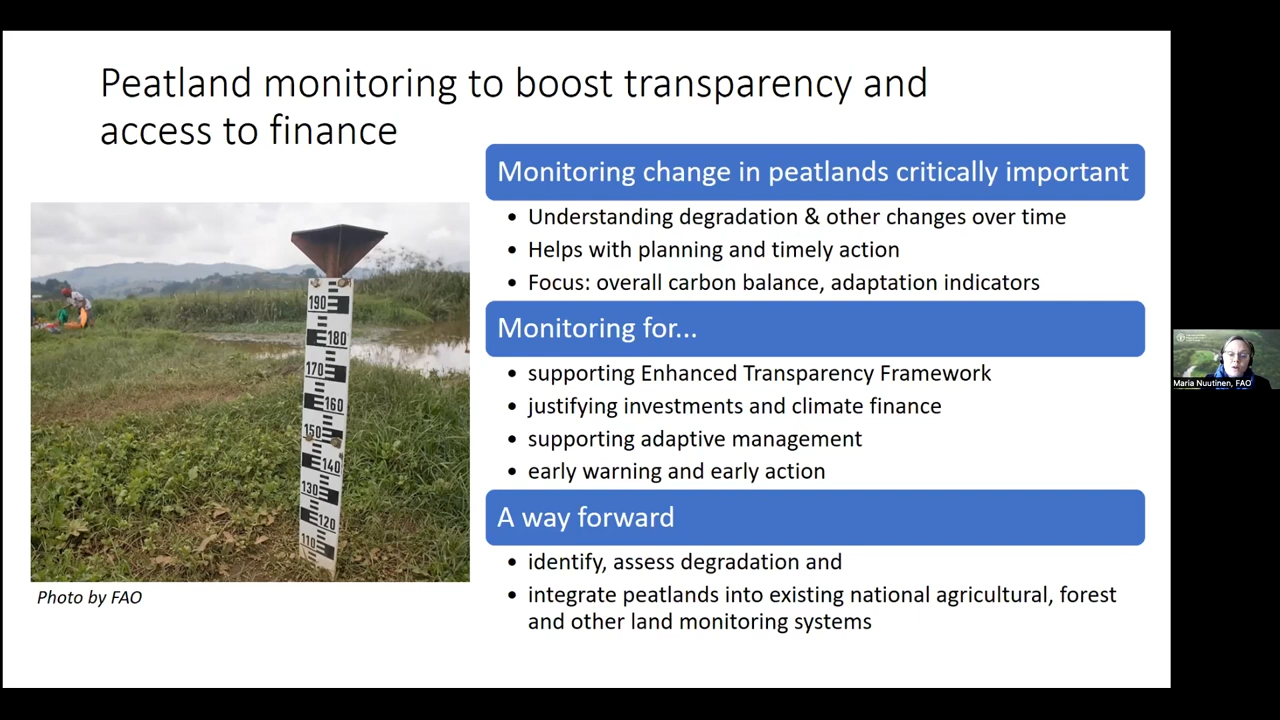 Peatland monitoring to boost transparency and
access to finance
Monitoring change in peatlands critically important
• Understanding degradation & other changes over time
• Helps with planning and timely action
• Focus: overall carbon balance, adaptation indicators
Monitoring for...
• supporting Enhanced Transparency Framework
• justifying investments and climate finance
• supporting adaptive management
• early warning and early action
A way forward
• identify, assess degradation and
• integrate peatlands into existing national agricultural, forest
and other land monitoring systems
190
180
170
160
150
140
130
120
110
Photo by FAO
Maria Nuutinen, FAO